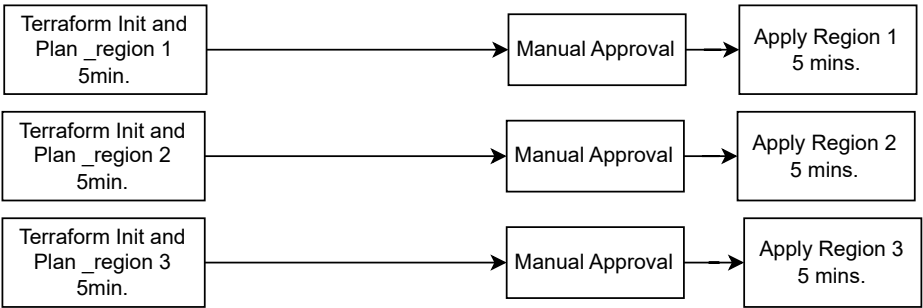 Terraform Init and
Plan _region 1
5min.
Manual Approval
Apply Region 1
5 mins.
Terraform Init and
Plan _region 2
5min.
Manual Approval
Apply Region 2
5 mins.
Terraform Init and
Plan _region 3
5min.
Manual Approval
Apply Region 3
5 mins.